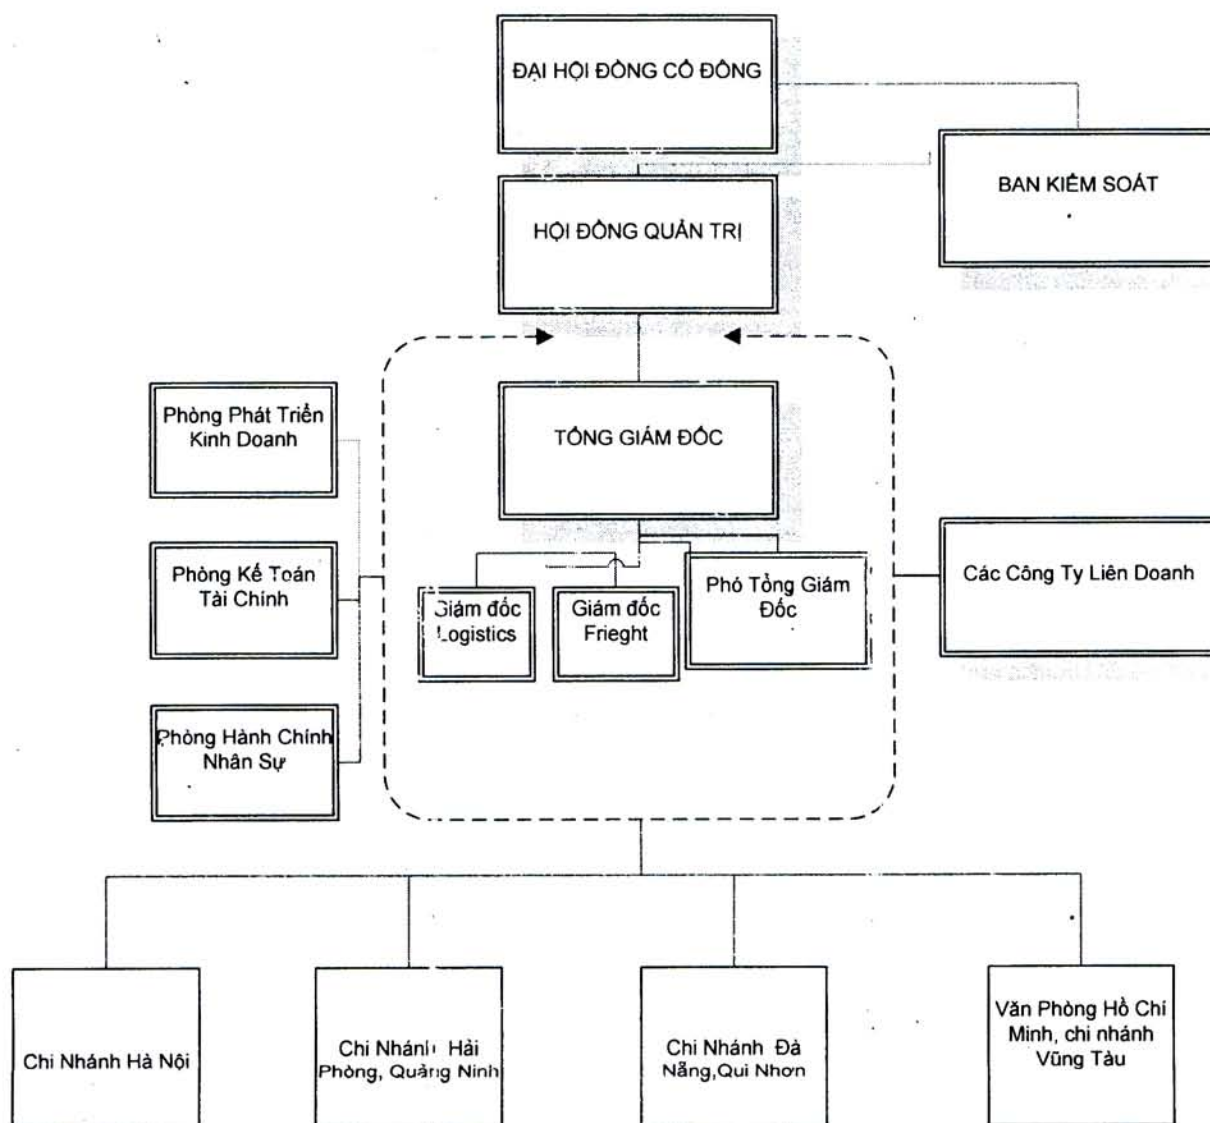 ĐẠI HỘI ĐỒNG CỔ ĐÔNG
BAN KIỂM SOÁT
HỘI ĐỒNG QUẢN TRỊ
Phòng Phát Triển
Kinh Doanh
TỔNG GIÁM ĐỐC
Phòng Kế Toán
Tài Chính
Các Công Ty Liên Doanh
Phó Tổng Giám
Đốc
Giám đốc
Logistics
Giám đốc
Frieght
Phòng Hành Chính
Nhân Sự
Chi Nhánh Hà Nội
Chi Nhánh Hải
Phòng, Quảng Ninh
Chi Nhánh Đà
Nẵng,Qui Nhơn
Văn Phòng Hồ Chí
Minh, chi nhánh
Vũng Tàu